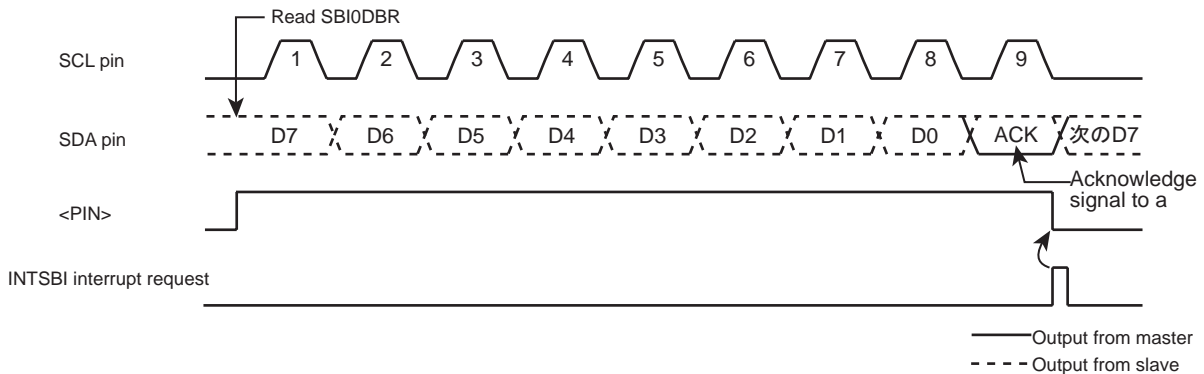 Read SBI0DBR
SCL pin
1 2 3 4 5 6 7 8 9
SDA pin
D7 D6 D5 D4 D3 D2 D1 D0 ACK 次のD7
Acknowledge
signal to a
<PIN>
INTSBI interrupt request
Output from master
Output from slave